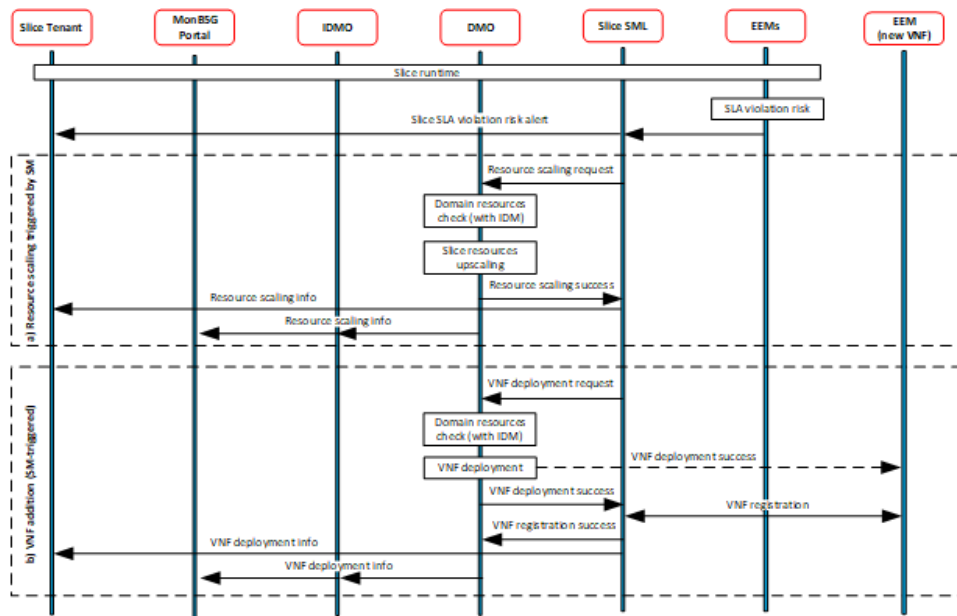 Slice Tenant
MonB5G
Portal
IDMO
DMO
Slice SML
EEMs
EEM
(new VNF)
Slice runtime
SLA violation risk
Slice SLA violation risk alert
a) Resource scaling triggered by SM
Resource scaling request
Domain resources
check (with IDM)
Slice resources
upscaling
Resource scaling success
Resource scaling info
Resource scaling info
b) VNF addition (SM-triggered)
VNF deployment request
Domain resources
check (with IDM)
VNF deployment
VNF deployment success
VNF deployment success
VNF registration
VNF registration success
VNF deployment info
VNF deployment info